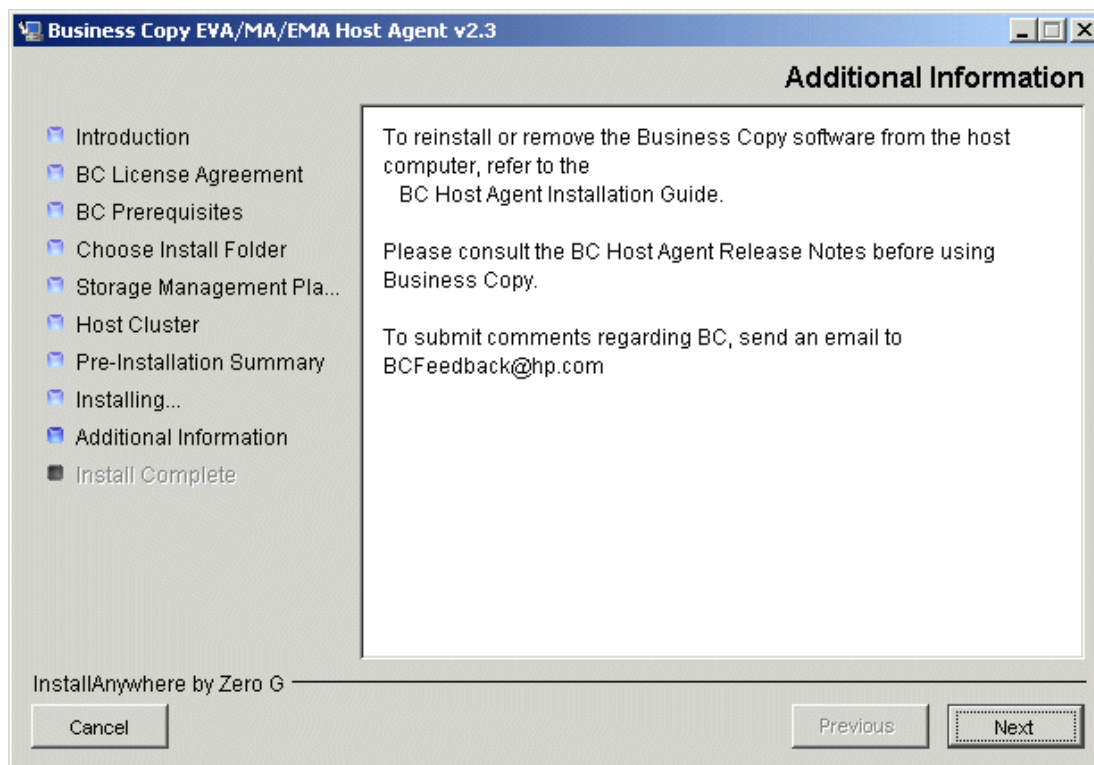 Business Copy EVA/MA/EMA Host Agent v2.3
Additional Information
Introduction
BC License Agreement
BC Prerequisites
Choose Install Folder
Storage Management Pla...
Host Cluster
Pre-Installation Summary
Installing...
Additional Information
Install Complete
To reinstall or remove the Business Copy software from the host
computer, refer to the
BC Host Agent Installation Guide.
Please consult the BC Host Agent Release Notes before using
Business Copy.
To submit comments regarding BC, send an email to
BCFeedback@hp.com
InstallAnywhere by Zero G
Cancel
Previous
Next